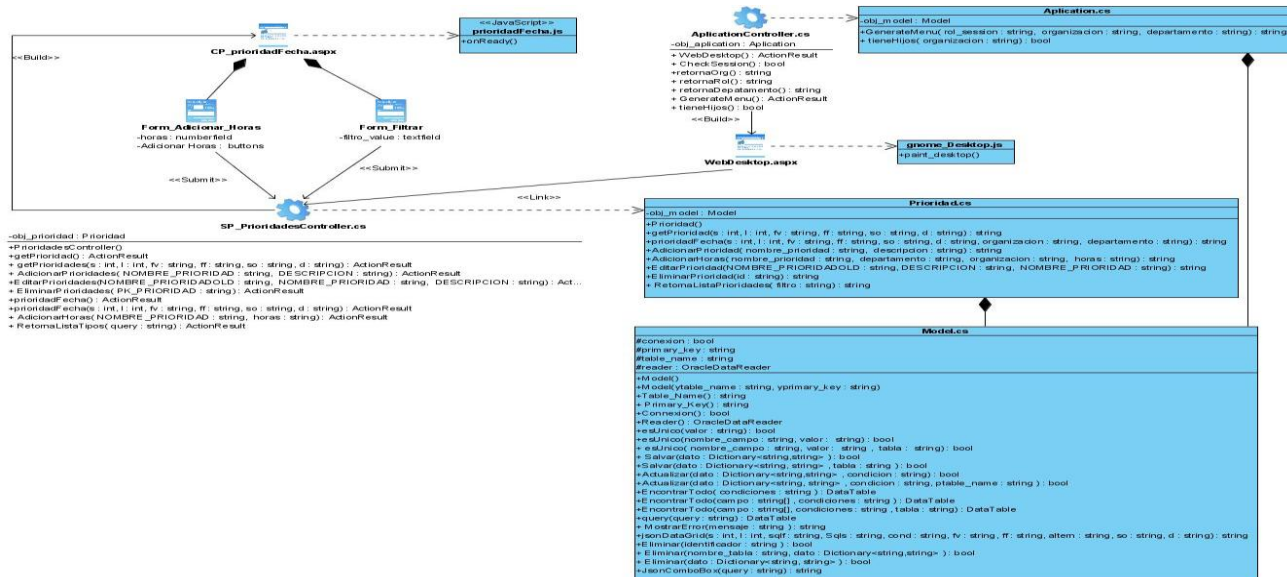 <<JavaScript>>
prioridadFecha.js
+onReady()
CP_prioridadFecha.aspx
<<Build>>
Form_Adicionar_Horas
-horas : numberfield
-Adicionar Horas : buttons
Form_Filtrar
-filtro_value : textfield
<<Submit>>
<<Submit>>
SP_PrioridadesController.cs
-obj_prioridad : Prioridad
+PrioridadesController()
+getPrioridad() : ActionResult
+ getPrioridades(s : int, l : int, fv : string, ff : string, so : string, d : string) : ActionResult
+ AdicionarPrioridades( NOMBRE_PRIORIDAD : string, DESCRIPCION : string) : ActionResult
+EditarPrioridades(NOMBRE_PRIORIDADOLD : string, NOMBRE_PRIORIDAD : string, DESCRIPCION : string) : Act...
+ EliminarPrioridades( PK_PRIORIDAD : string) : ActionResult
+prioridadFecha() : ActionResult
+prioridadFecha(s : int, l : int, fv : string, ff : string, so : string, d : string) : ActionResult
+ AdicionarHoras( NOMBRE_PRIORIDAD : string, horas : string) : ActionResult
+ RetornaListaTipos( query : string) : ActionResult
AplicationController.cs
-obj_aplication : Aplication
+ WebDesktop() : ActionResult
+ CheckSession() : bool
+retornaOrg() : string
+ retornaRol() : string
+ retornaDepatamento() : string
+ GenerateMenu() : ActionResult
+ tieneHijos() : bool
<<Build>>
WebDesktop.aspx
<<Link>>
gnome_Desktop.js
+paint_desktop()
Aplication.cs
-obj_model : Model
+GenerateMenu( rol_session : string, organizacion : string, departamento : string) : string
+ tieneHijos( organizacion : string) : bool
Prioridad.cs
-obj_model : Model
+Prioridad()
+getPrioridad(s : int, l : int, fv : string, ff : string, so : string, d : string) : string
+prioridadFecha(s : int, l : int, fv : string, ff : string, so : string, d : string, organizacion : string, departamento : string) : string
+AdicionarPrioridad( nombre_prioridad : string, descripcion : string) : string
+AdicionarHoras( nombre_prioridad : string, departamento : string, organizacion : string, horas : string) : string
+EditarPrioridad(NOMBRE_PRIORIDADOLD : string, DESCRIPCION : string, NOMBRE_PRIORIDAD : string) : string
+EliminarPrioridad(id : string) : string
+ RetornaListaPrioridades( filtro : string) : string
Model.cs
#conexion : bool
#primary_key : string
#table_name : string
#reader : OracleDataReader
+Model()
+Model(ytable_name : string, yprimary_key : string)
+Table_Name() : string
+ Primary_Key() : string
+Connexion() : bool
+Reader() : OracleDataReader
+esUnico(valor : string) : bool
+esUnico(nombre_campo : string, valor : string) : bool
+ esUnico( nombre_campo : string, valor : string , tabla : string) : bool
+ Salvar(dato : Dictionary<string,string> ) : bool
+Salvar(dato : Dictionary<string, string> , tabla : string ) : bool
+Actualizar(dato : Dictionary<string,string> , condicion : string) : bool
+Actualizar(dato : Dictionary<string, string> , condicion : string, ptable_name : string ) : bool
+EncontrarTodo( condiciones : string ) : DataTable
+EncontrarTodo(campo : string[] , condiciones : string ) : DataTable
+EncontrarTodo(campo : string[], condiciones : string , tabla : string) : DataTable
+query(query : string) : DataTable
+ MostrarError(mensaje : string ) : string
+jsonDataGrid(s : int, l : int, sqlf : string, Sqls : string, cond : string, fv : string, ff : string, altern : string, so : string, d : string) : string
+Eliminar(identificador : string ) : bool
+ Eliminar(nombre_tabla : string, dato : Dictionary<string,string> ) : bool
+ Eliminar(dato : Dictionary<string, string> ) : bool
+JsonComboBox(query : string) : string